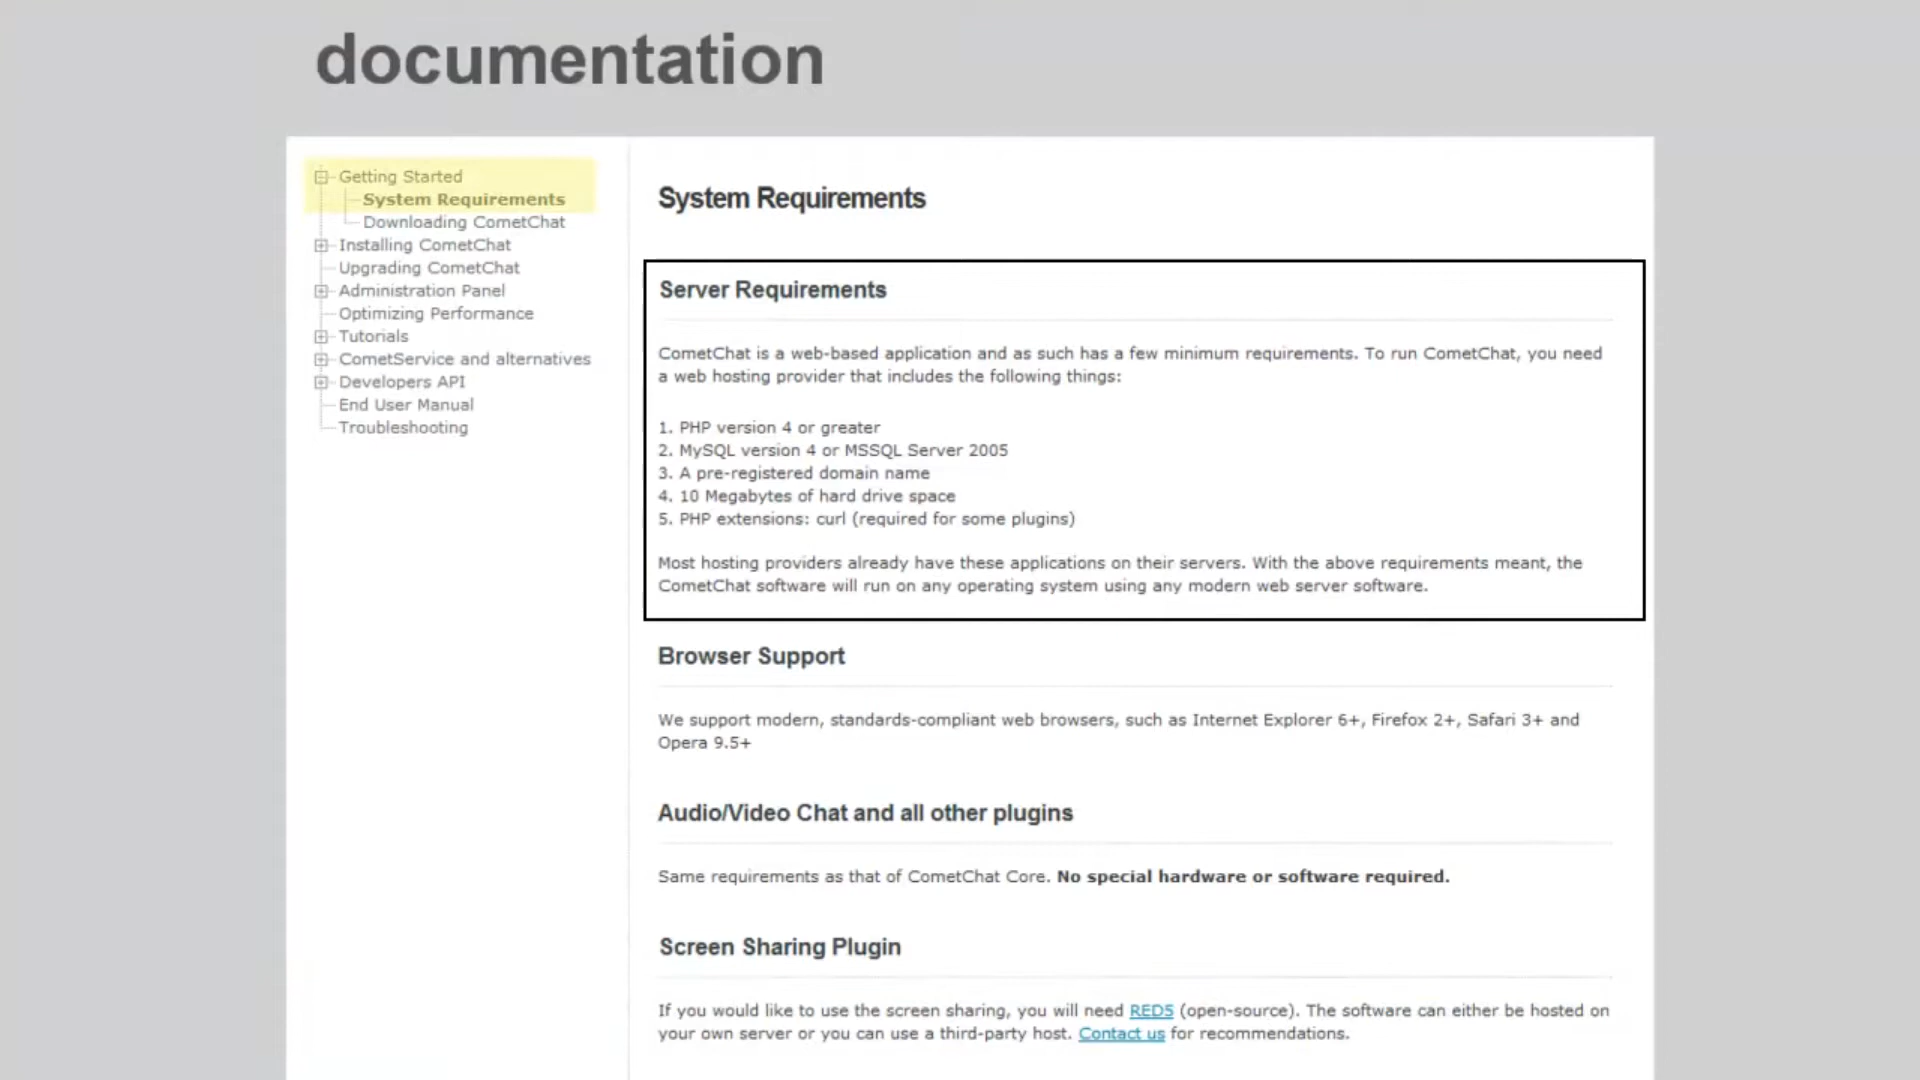 documentation
Getting Started
System Requirements
Downloading CometChat
Installing CometChat
Upgrading CometChat
Administration Panel
Optimizing Performance
Tutorials
CometService and alternatives
Developers API
End User Manual
Troubleshooting
System Requirements
Server Requirements
CometChat is a web-based application and as such has a few minimum requirements. To run CometChat, you need
a web hosting provider that includes the following things:
1. PHP version 4 or greater
2. MySQL version 4 or MSSQL Server 2005
3. A pre-registered domain name
4. 10 Megabytes of hard drive space
5. PHP extensions: curl (required for some plugins)
Most hosting providers already have these applications on their servers. With the above requirements meant, the
CometChat software will run on any operating system using any modern web server software.
Browser Support
We support modern, standards-compliant web browsers, such as Internet Explorer 6+, Firefox 2+, Safari 3+ and
Opera 9.5+
Audio/Video Chat and all other plugins
Same requirements as that of CometChat Core. No special hardware or software required.
Screen Sharing Plugin
If you would like to use the screen sharing, you will need RED5 (open-source). The software can either be hosted on
your own server or you can use a third-party host. Contact us for recommendations.